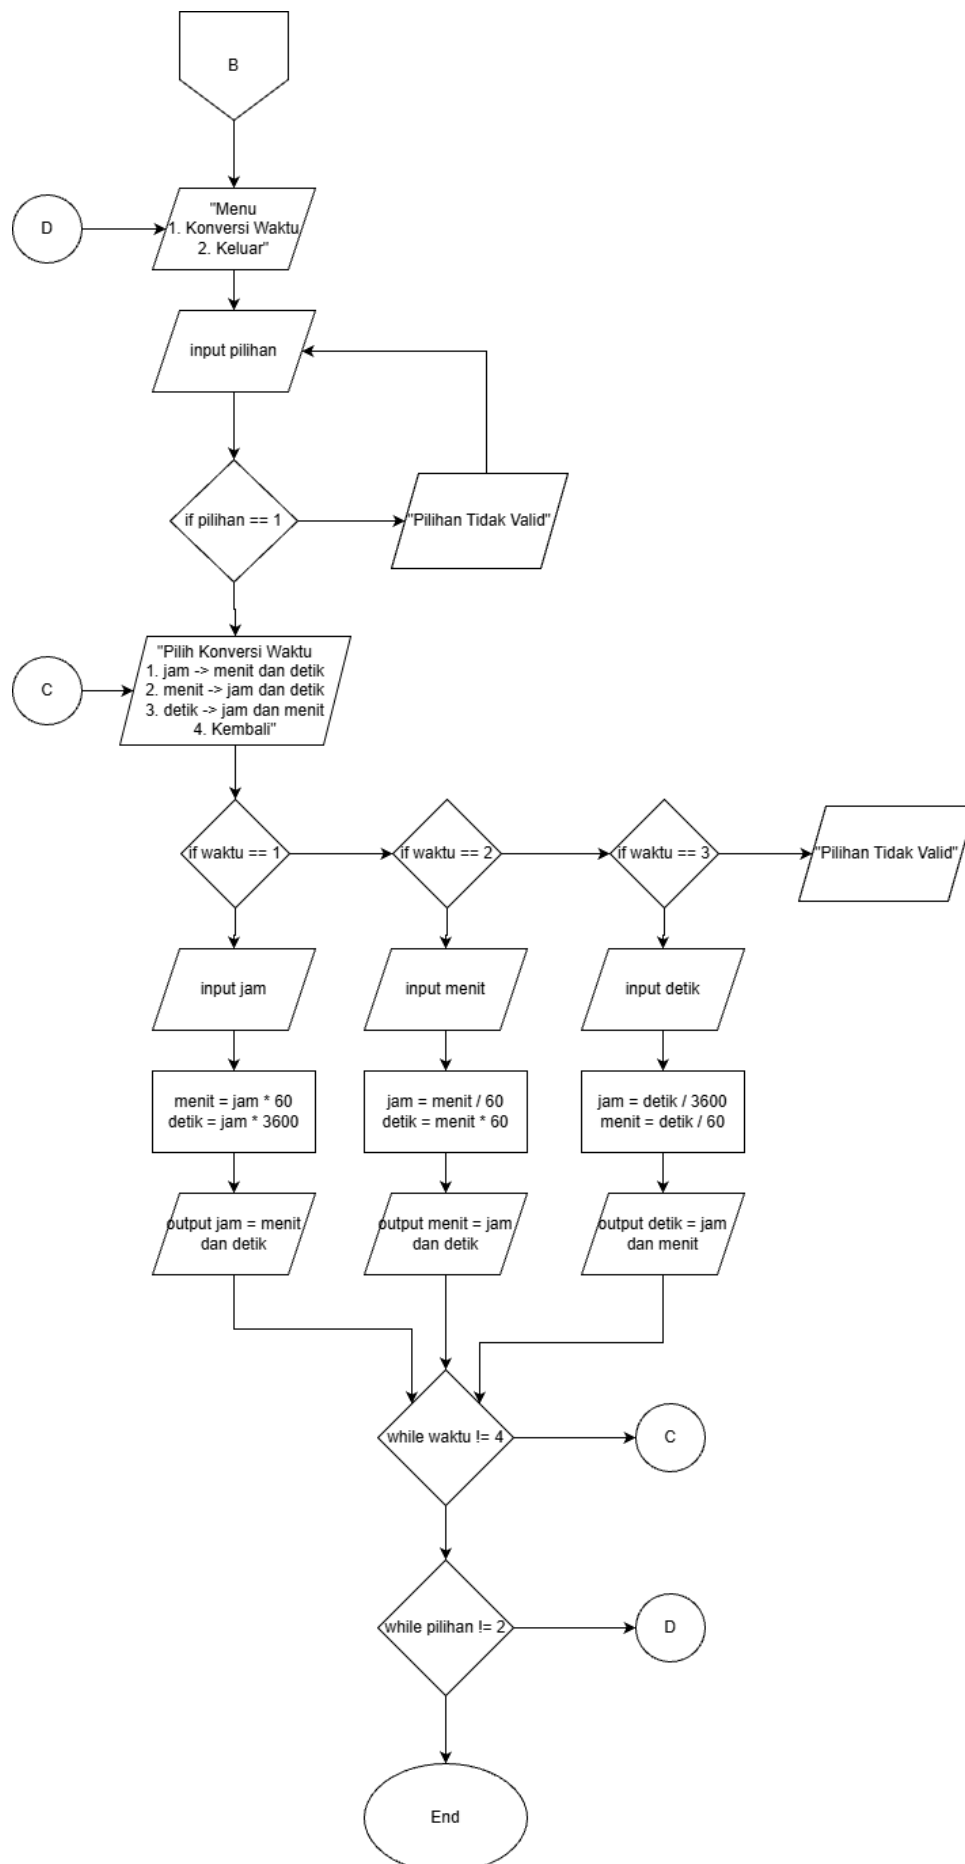 B
D
"Menu
1. Konversi Waktu
2. Keluar"
input pilihan
if pilihan == 1
"Pilihan Tidak Valid"
C
"Pilih Konversi Waktu
1. jam -> menit dan detik
2. menit -> jam dan detik
3. detik -> jam dan menit
4. Kembali"
if waktu == 1
if waktu == 2
if waktu == 3
"Pilihan Tidak Valid"
input jam
input menit
input detik
menit = jam * 60
detik = jam * 3600
jam = menit / 60
detik = menit * 60
jam = detik / 3600
menit = detik / 60
output jam = menit
dan detik
output menit = jam
dan detik
output detik = jam
dan menit
while waktu != 4
C
while pilihan != 2
D
End